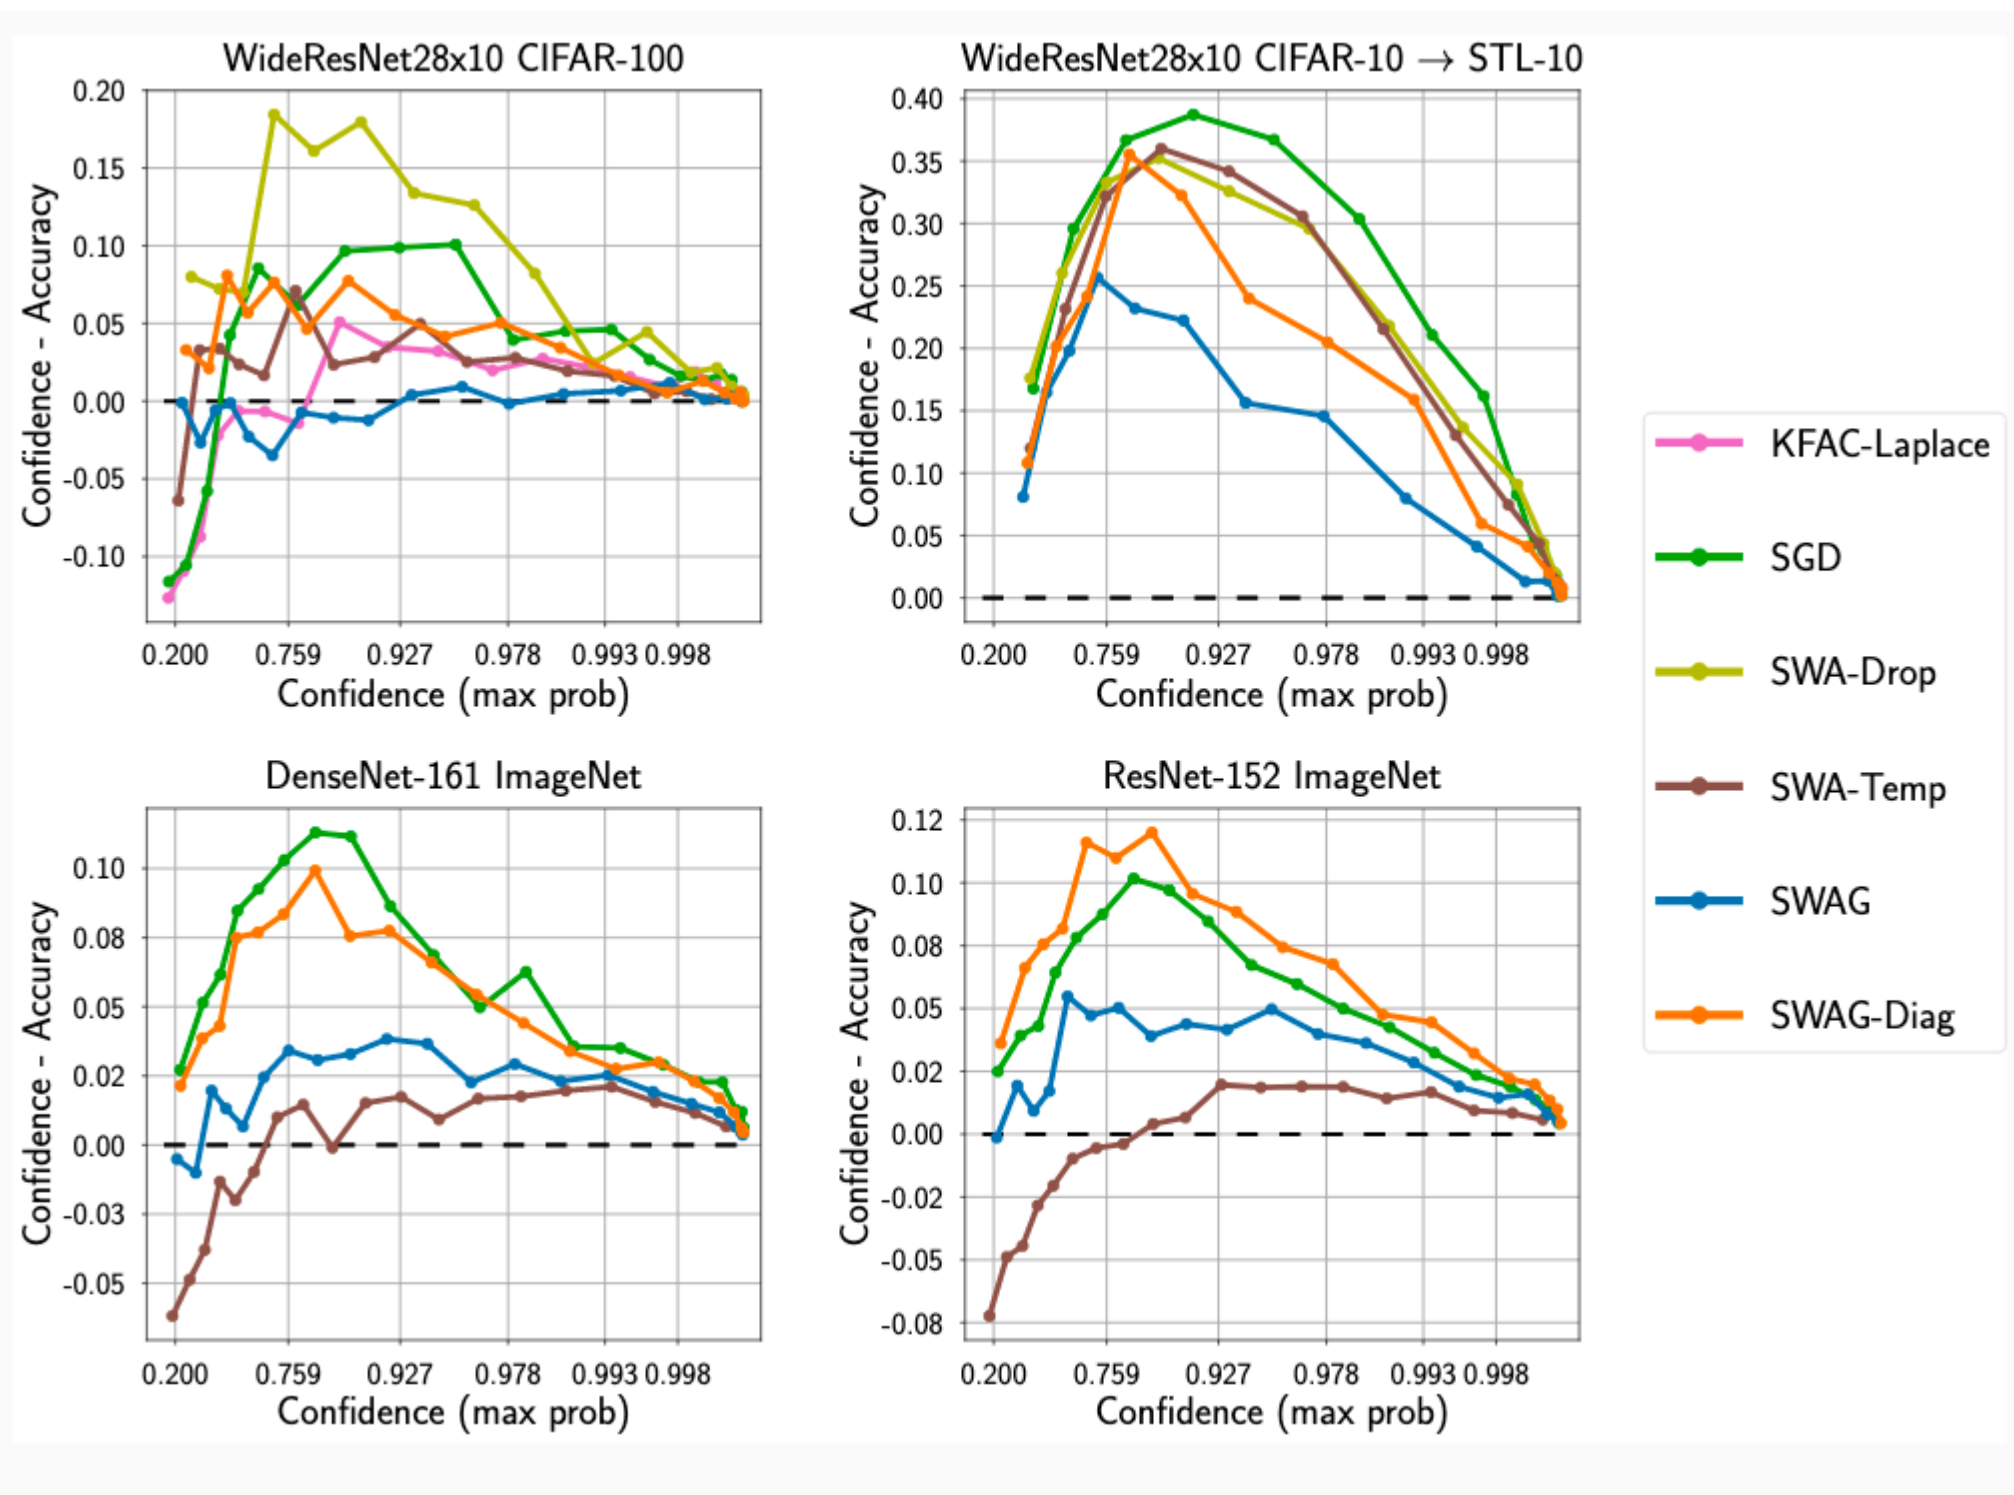 WideResNet28x10 CIFAR-100
0.20
0.15
0.10
0.05
0.00
-0.05
-0.10
Confidence - Accuracy
0.200 0.759 0.927 0.978 0.993 0.998
Confidence (max prob)
WideResNet28x10 CIFAR-10 → STL-10
0.40
0.35
0.30
0.25
0.20
0.15
0.10
0.05
0.00
Confidence - Accuracy
0.200 0.759 0.927 0.978 0.993 0.998
Confidence (max prob)
DenseNet-161 ImageNet
0.10
0.08
0.05
0.02
0.00
-0.03
-0.05
Confidence - Accuracy
0.200 0.759 0.927 0.978 0.993 0.998
Confidence (max prob)
ResNet-152 ImageNet
0.12
0.10
0.08
0.05
0.02
0.00
-0.02
-0.05
-0.08
Confidence - Accuracy
0.200 0.759 0.927 0.978 0.993 0.998
Confidence (max prob)
KFAC-Laplace
SGD
SWA-Drop
SWA-Temp
SWAG
SWAG-Diag